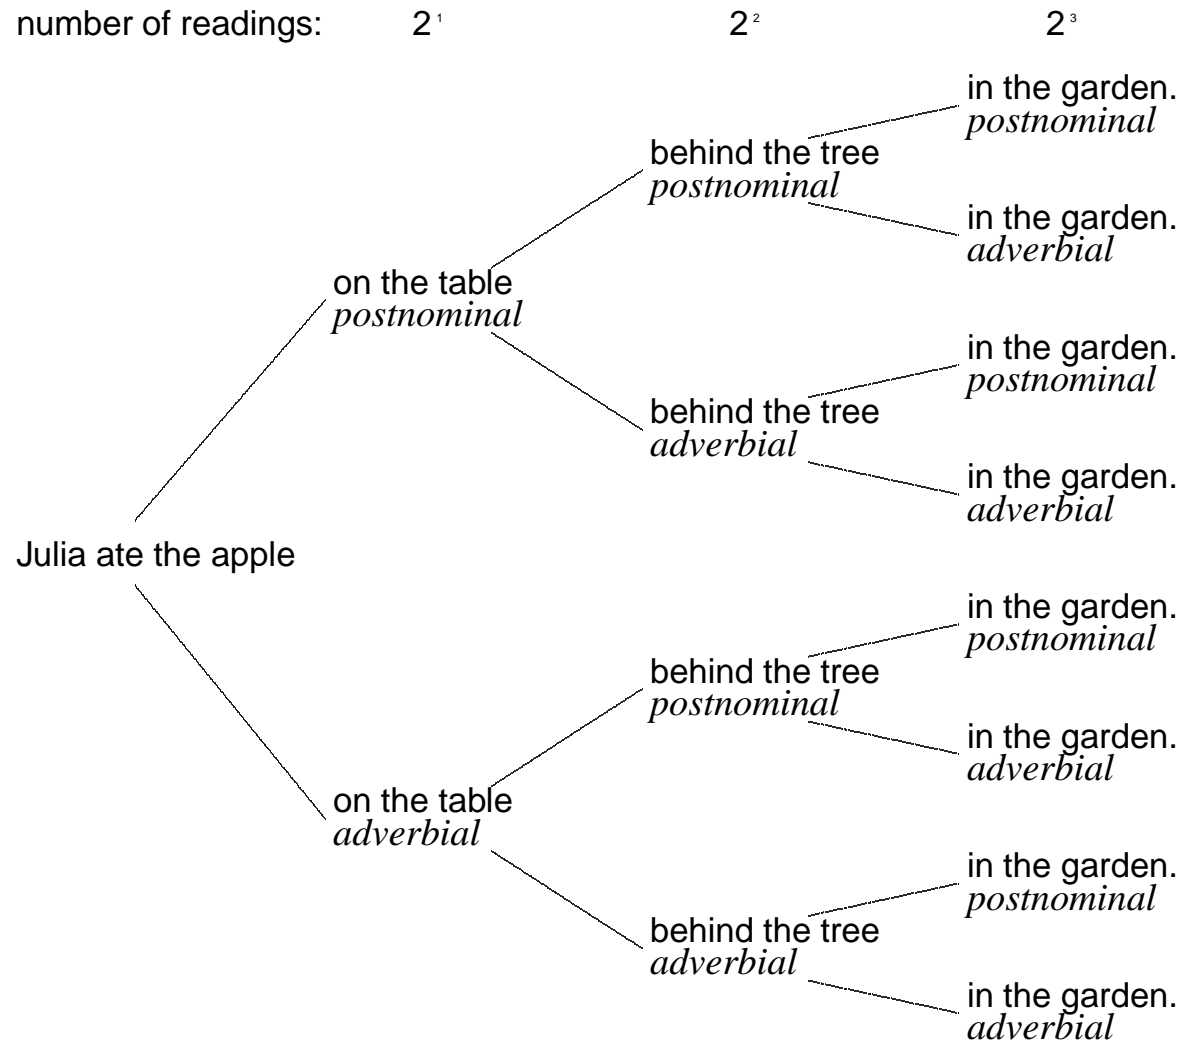 number of readings: 2¹ 2² 2³
in the garden.
postnominal
behind the tree
postnominal
in the garden.
adverbial
on the table
postnominal
in the garden.
postnominal
behind the tree
adverbial
in the garden.
adverbial
Julia ate the apple
in the garden.
postnominal
behind the tree
postnominal
in the garden.
adverbial
on the table
adverbial
in the garden.
postnominal
behind the tree
adverbial
in the garden.
adverbial